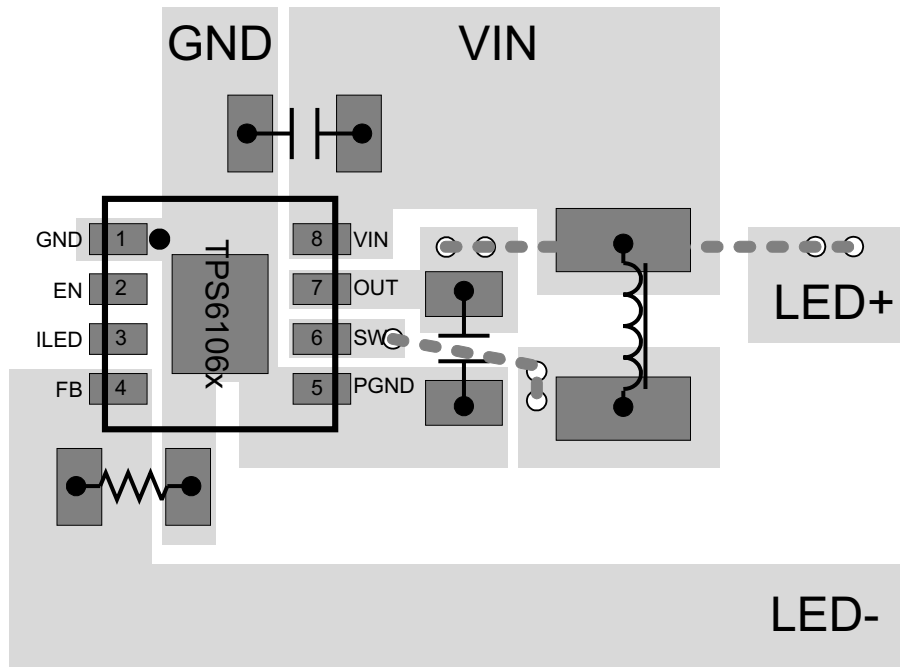 GND
VIN
GND 1
8 VIN
EN 2
7 OUT
ILED 3
6 SW
FB 4
5 PGND
TPS6106x
LED+
LED-